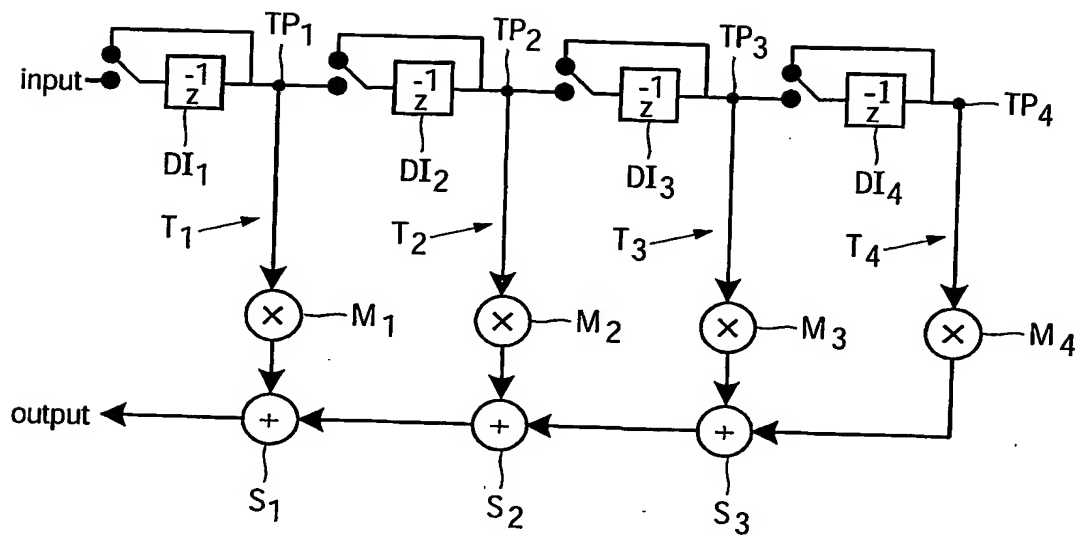 TP1 TP2 TP3
input -1 z -1 z -1 z -1 z TP4
DI1 DI2 DI3 DI4
T1 T2 T3 T4
× M1 × M2 × M3 × M4
output + + +
S1 S2 S3